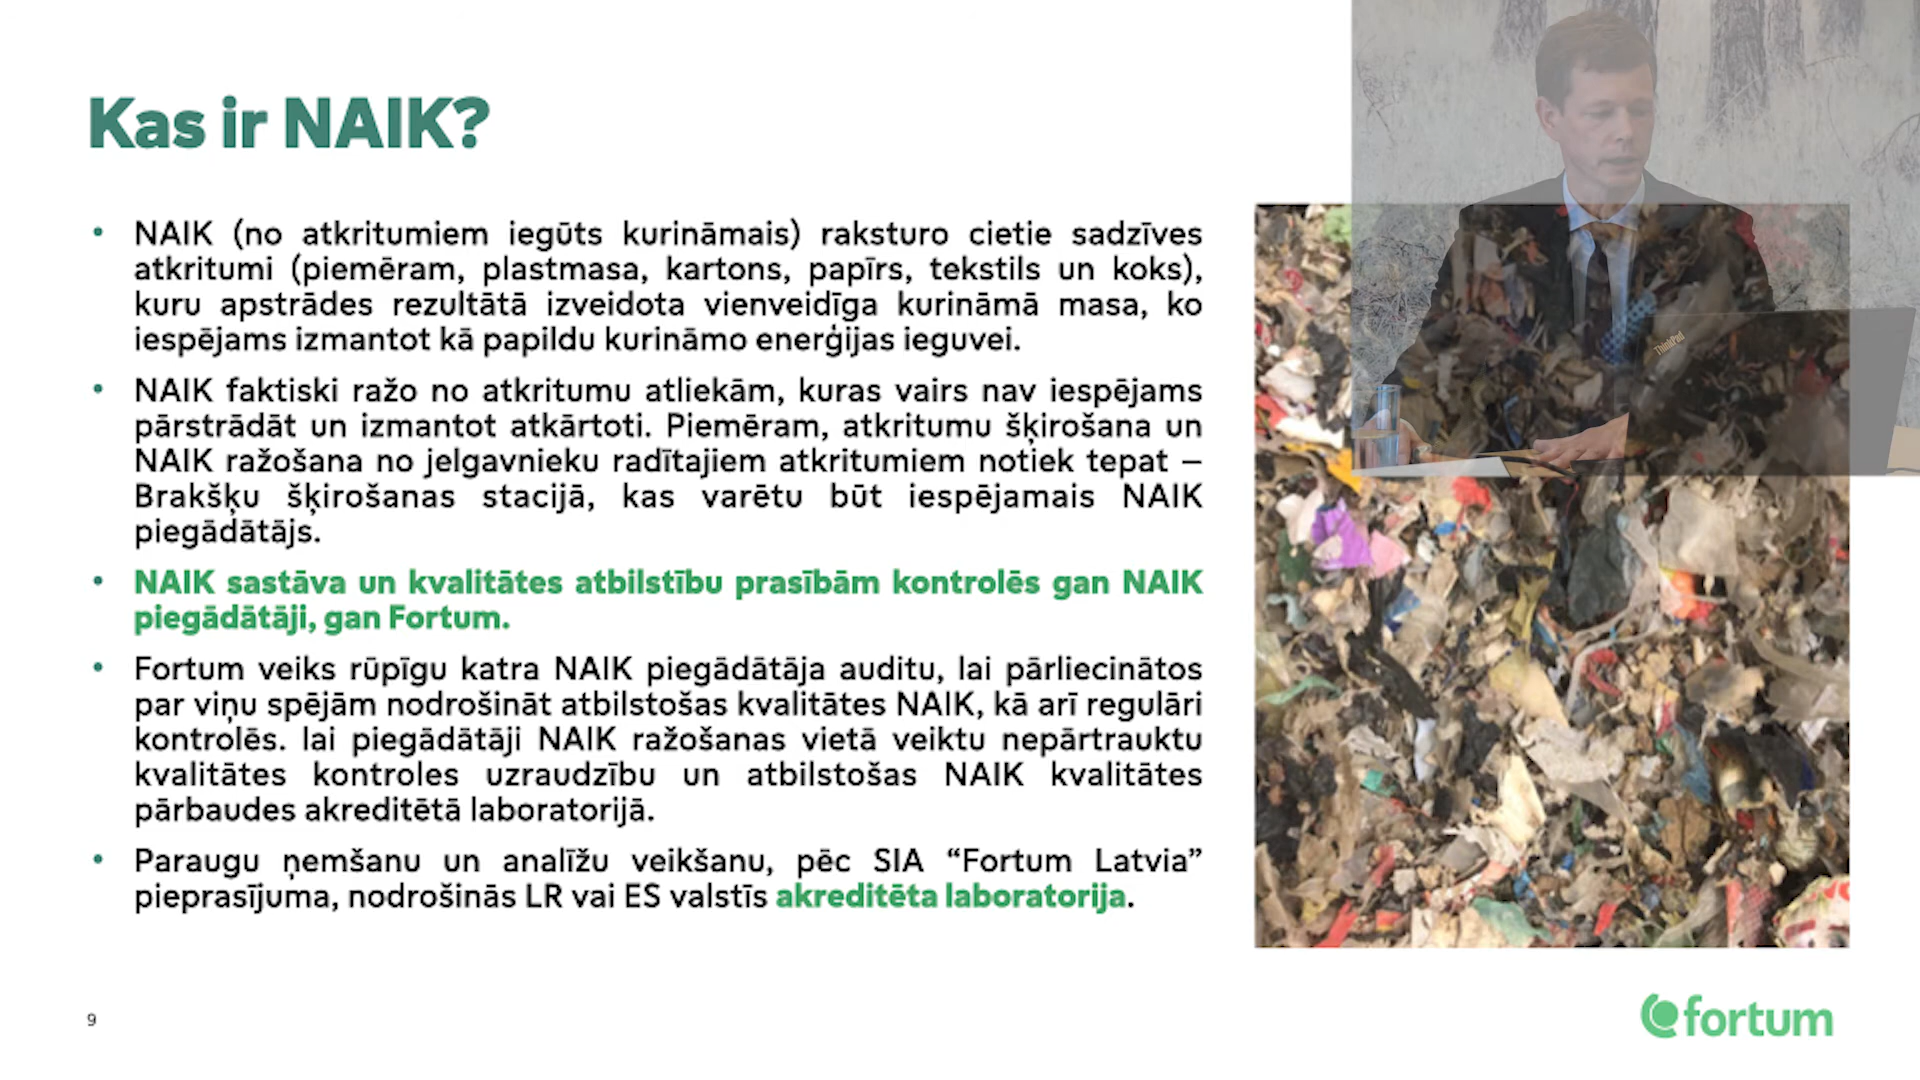 Kas ir NAIK?
• NAIK (no atkritumiem iegūts kurināmais) raksturo cietie sadzīves
atkritumi (piemēram, plastmasa, kartons, papīrs, tekstils un koks),
kuru apstrādes rezultātā izveidota vienveidīga kurināmā masa, ko
iespējams izmantot kā papildu kurināmo enerģijas ieguvei.
• NAIK faktiski ražo no atkritumu atliekām, kuras vairs nav iespējams
pārstrādāt un izmantot atkārtoti. Piemēram, atkritumu šķirošana un
NAIK ražošana no jelgavnieku radītajiem atkritumiem notiek tepat –
Brakšķu šķirošanas stacijā, kas varētu būt iespējamais NAIK
piegādātājs.
• NAIK sastāva un kvalitātes atbilstību prasībām kontrolēs gan NAIK
piegādātāji, gan Fortum.
• Fortum veiks rūpīgu katra NAIK piegādātāja auditu, lai pārliecinātos
par viņu spējām nodrošināt atbilstošas kvalitātes NAIK, kā arī regulāri
kontrolēs. lai piegādātāji NAIK ražošanas vietā veiktu nepārtrauktu
kvalitātes kontroles uzraudzību un atbilstošas NAIK kvalitātes
pārbaudes akreditētā laboratorijā.
• Paraugu ņemšanu un analīžu veikšanu, pēc SIA “Fortum Latvia”
pieprasījuma, nodrošinās LR vai ES valstīs akreditēta laboratorija.
ThinkPad
9
fortum